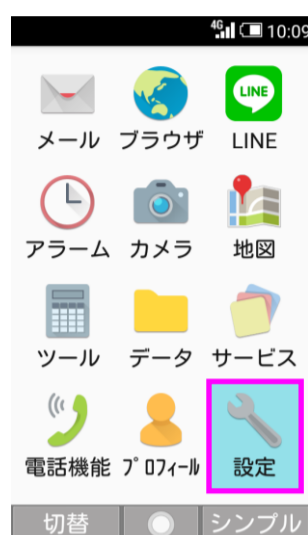 4G 10:09
メール ブラウザ LINE
アラーム カメラ 地図
ツール データ サービス
電話機能 プロフィール 設定
切替 シンプル